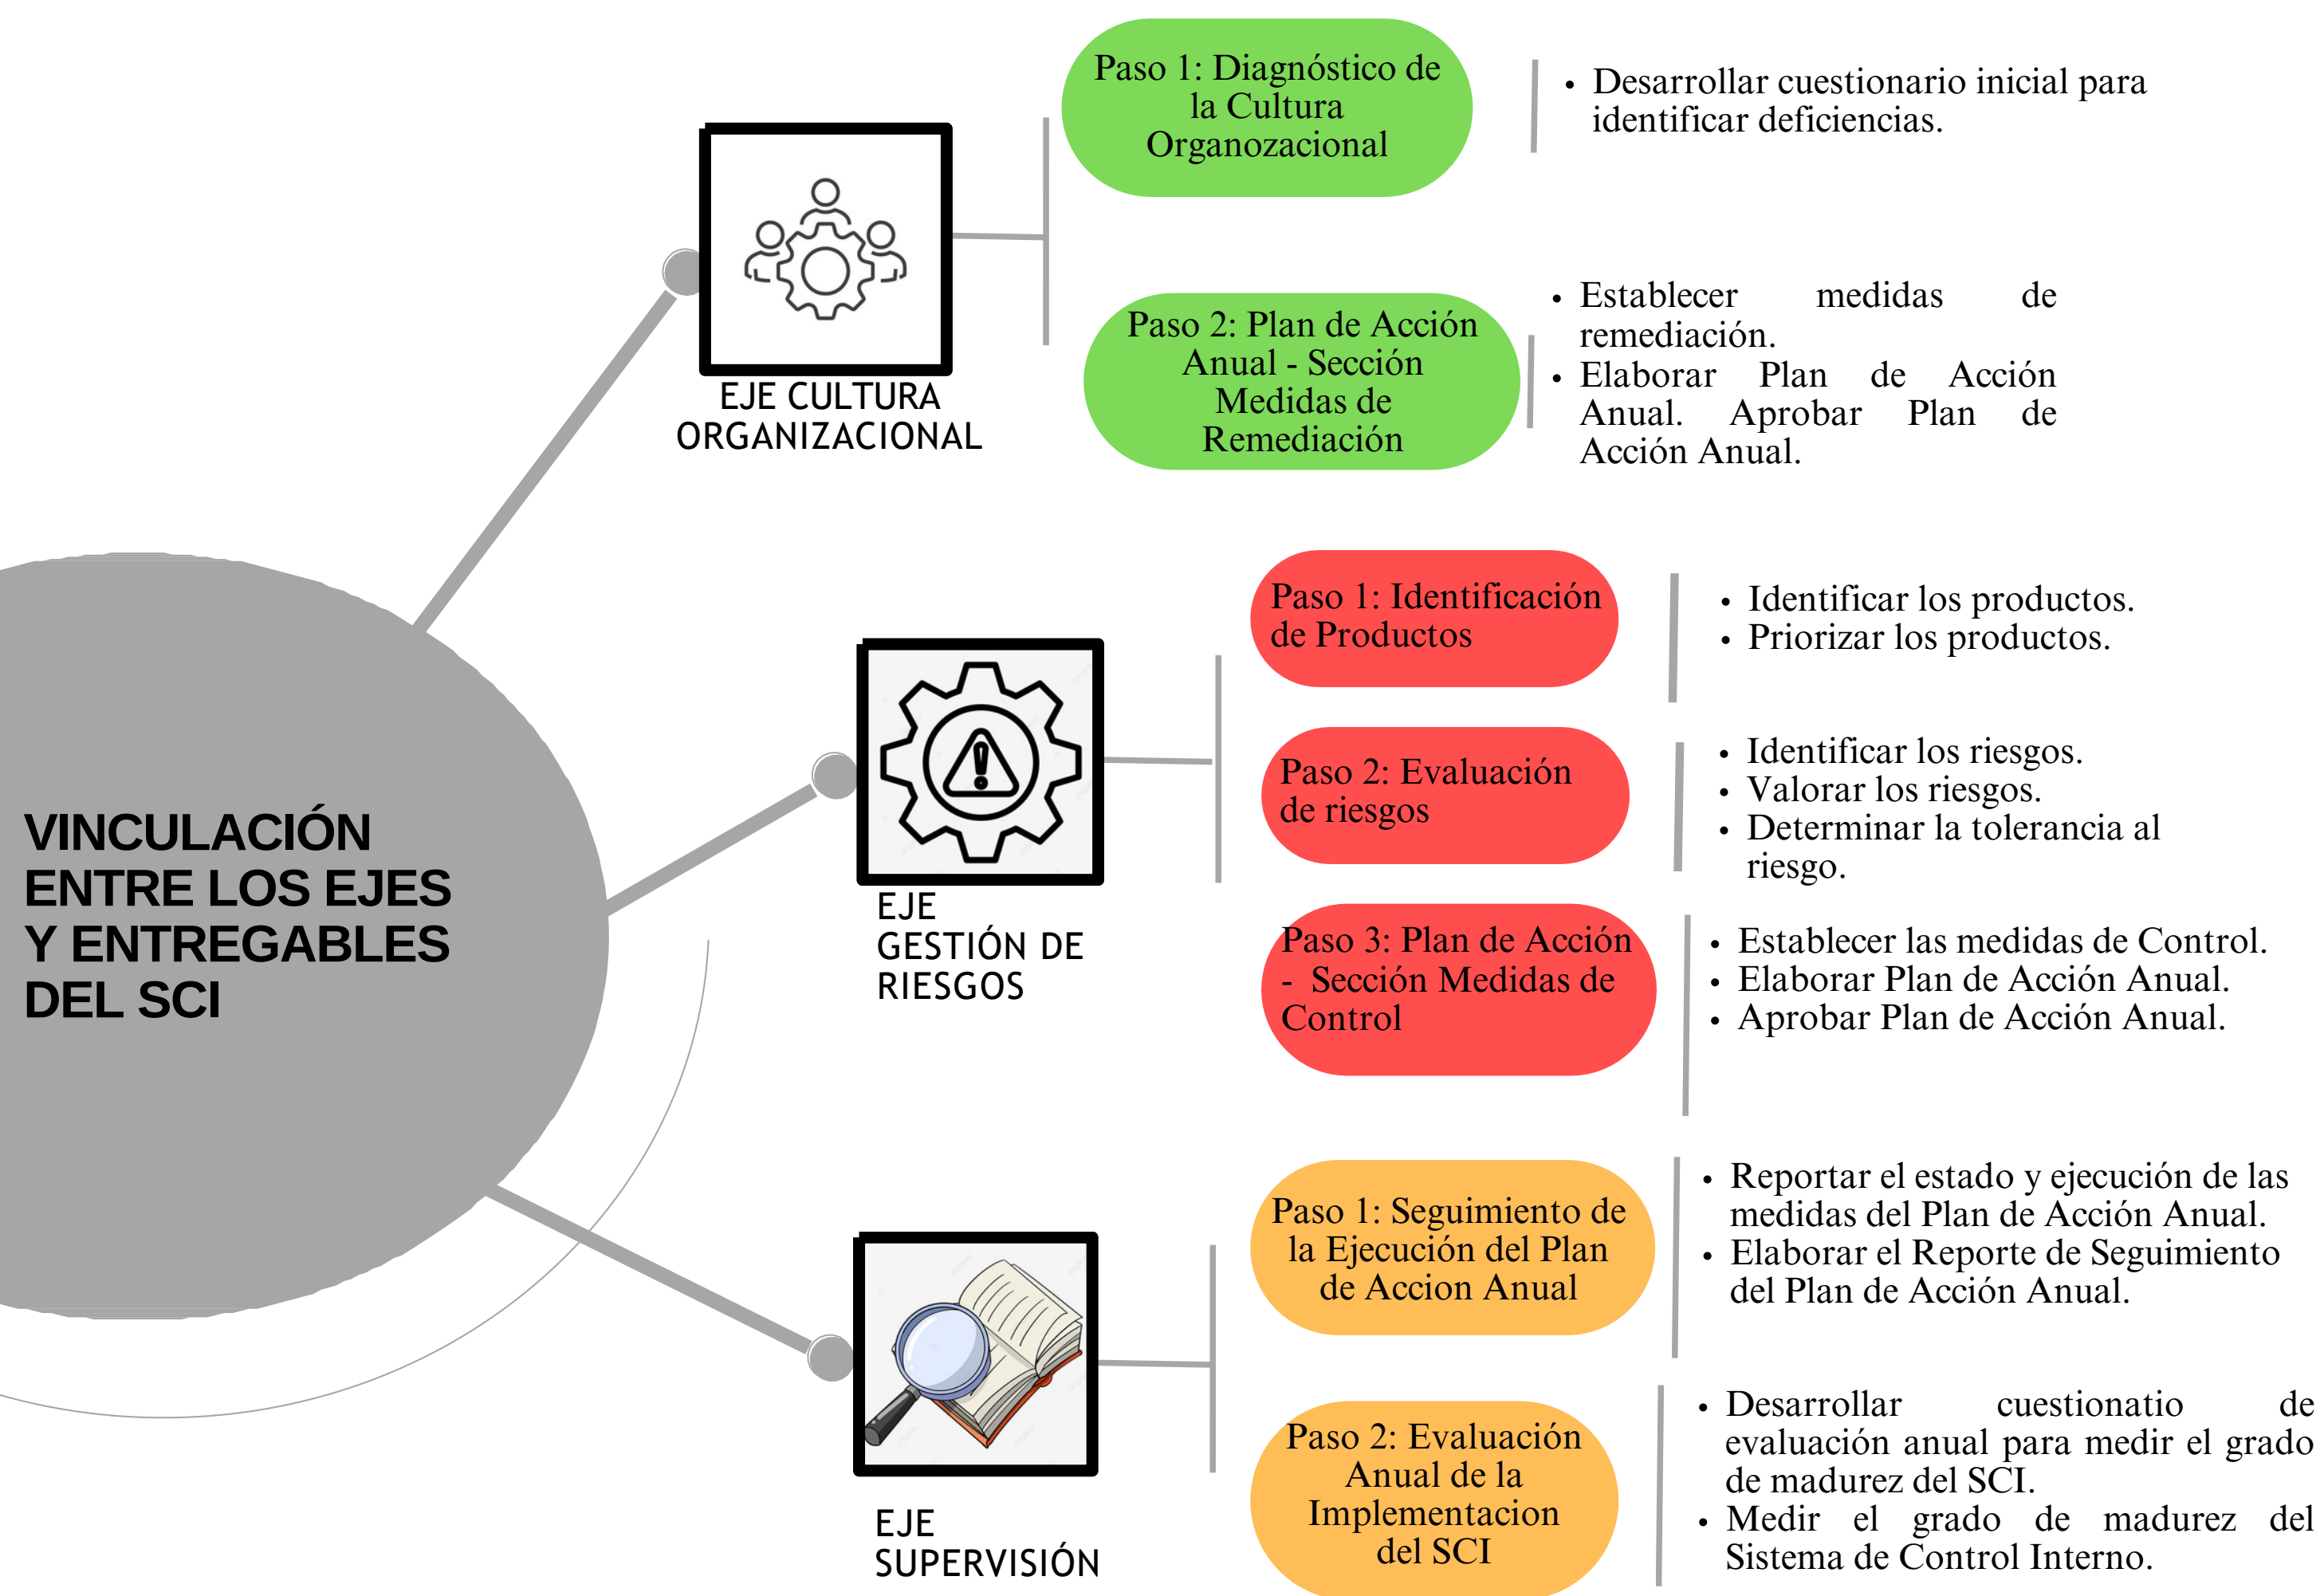 VINCULACIÓN
ENTRE LOS EJES
Y ENTREGABLES
DEL SCI
EJE CULTURA
ORGANIZACIONAL
Paso 1: Diagnóstico de
la Cultura
Organozacional
• Desarrollar cuestionario inicial para
identificar deficiencias.
Paso 2: Plan de Acción
Anual - Sección
Medidas de
Remediación
• Establecer medidas de
remediación.
• Elaborar Plan de Acción
Anual. Aprobar Plan de
Acción Anual.
EJE
GESTIÓN DE
RIESGOS
Paso 1: Identificación
de Productos
• Identificar los productos.
• Priorizar los productos.
Paso 2: Evaluación
de riesgos
• Identificar los riesgos.
• Valorar los riesgos.
• Determinar la tolerancia al
riesgo.
Paso 3: Plan de Acción
- Sección Medidas de
Control
• Establecer las medidas de Control.
• Elaborar Plan de Acción Anual.
• Aprobar Plan de Acción Anual.
EJE
SUPERVISIÓN
Paso 1: Seguimiento de
la Ejecución del Plan
de Accion Anual
• Reportar el estado y ejecución de las
medidas del Plan de Acción Anual.
• Elaborar el Reporte de Seguimiento
del Plan de Acción Anual.
Paso 2: Evaluación
Anual de la
Implementacion
del SCI
• Desarrollar cuestionatio de
evaluación anual para medir el grado
de madurez del SCI.
• Medir el grado de madurez del
Sistema de Control Interno.